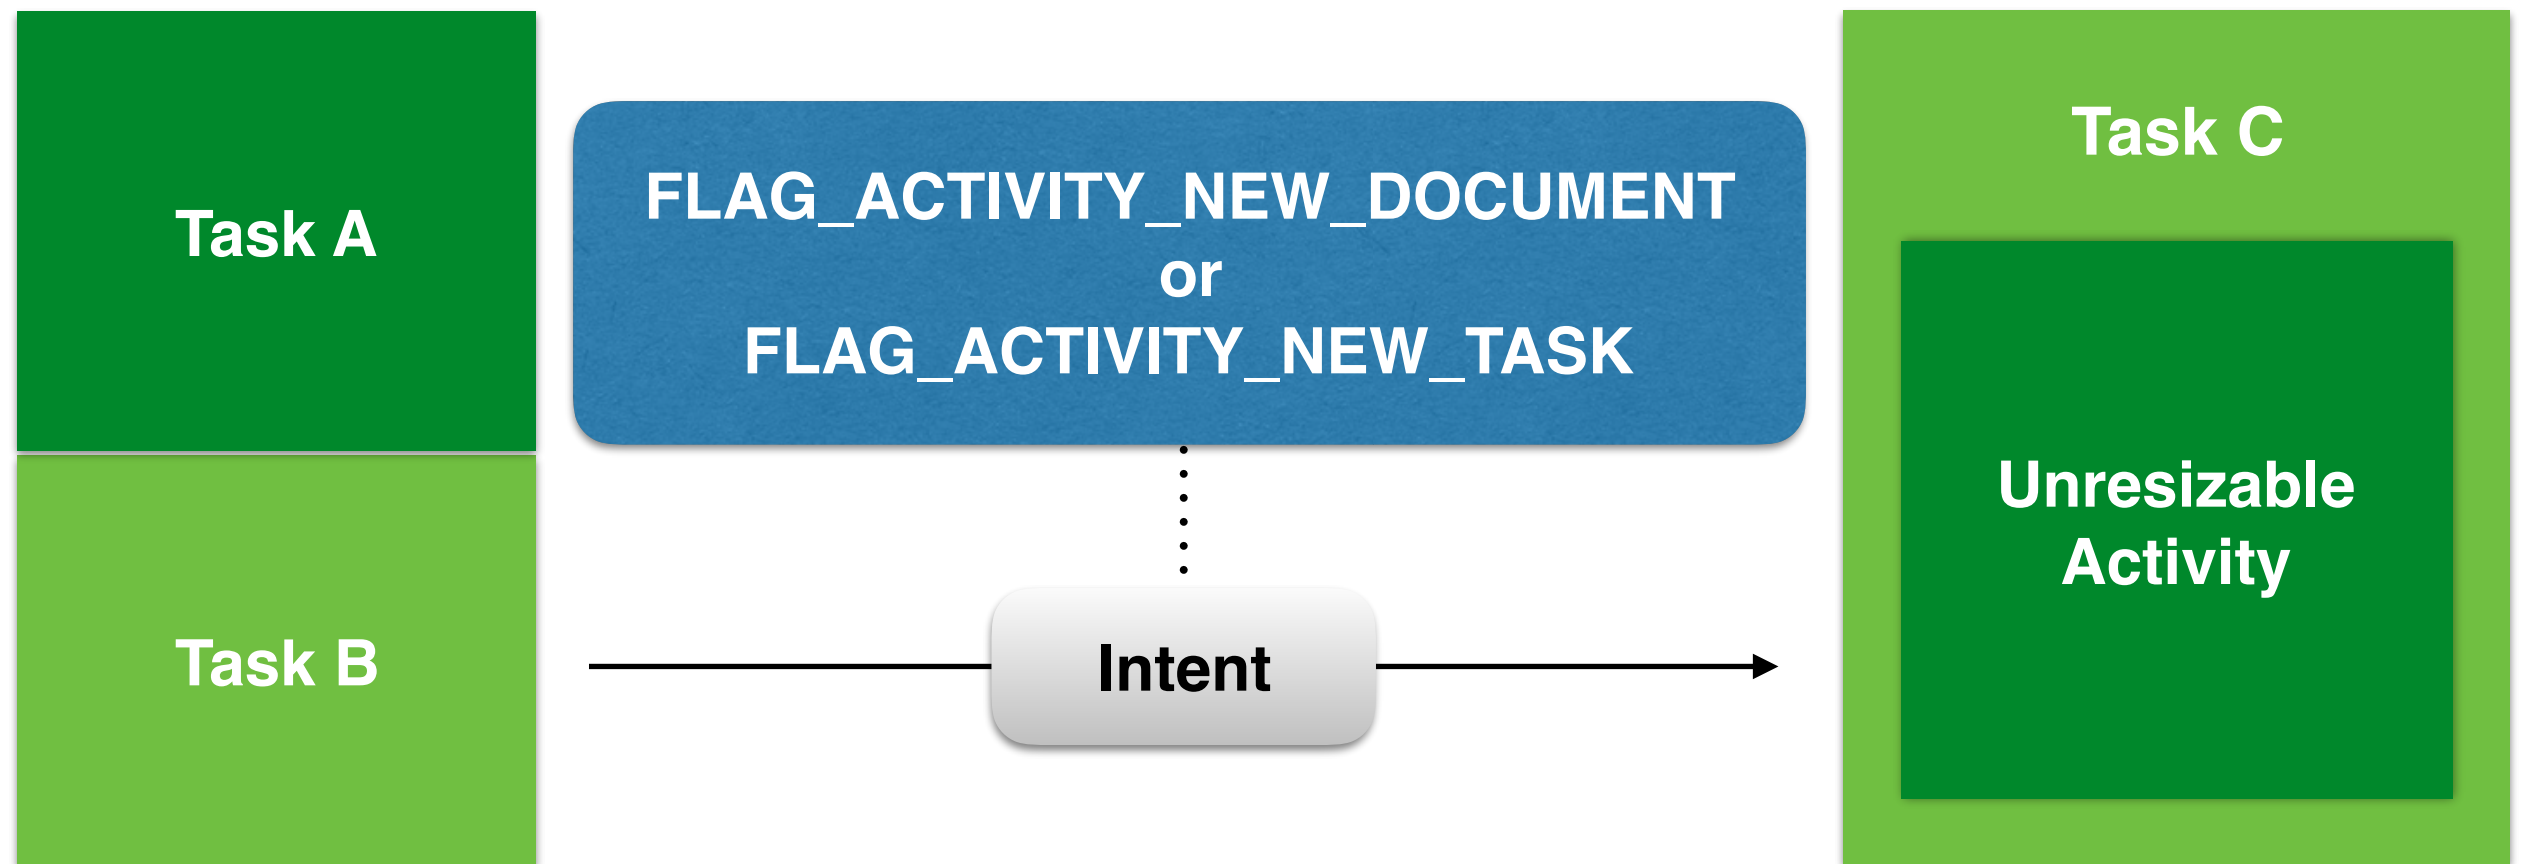 Task A
Task B
FLAG_ACTIVITY_NEW_DOCUMENT
or
FLAG_ACTIVITY_NEW_TASK
Intent
Task C
Unresizable
Activity